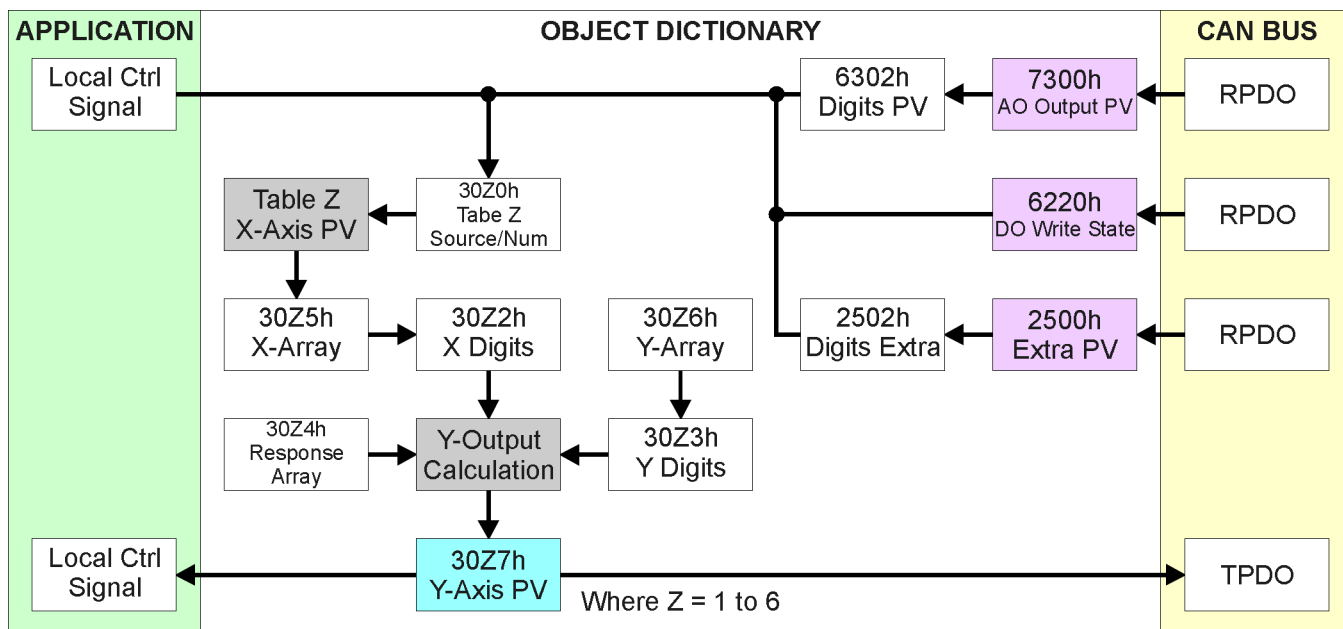 APPLICATION
OBJECT DICTIONARY
CAN BUS
Local Ctrl
Signal
6302h
Digits PV
7300h
AO Output PV
RPDO
Table Z
X-Axis PV
30Z0h
Tabe Z
Source/Num
6220h
DO Write State
RPDO
30Z5h
X-Array
30Z2h
X Digits
30Z6h
Y-Array
2502h
Digits Extra
2500h
Extra PV
RPDO
30Z4h
Response
Array
Y-Output
Calculation
30Z3h
Y Digits
Local Ctrl
Signal
30Z7h
Y-Axis PV
Where Z = 1 to 6
TPDO